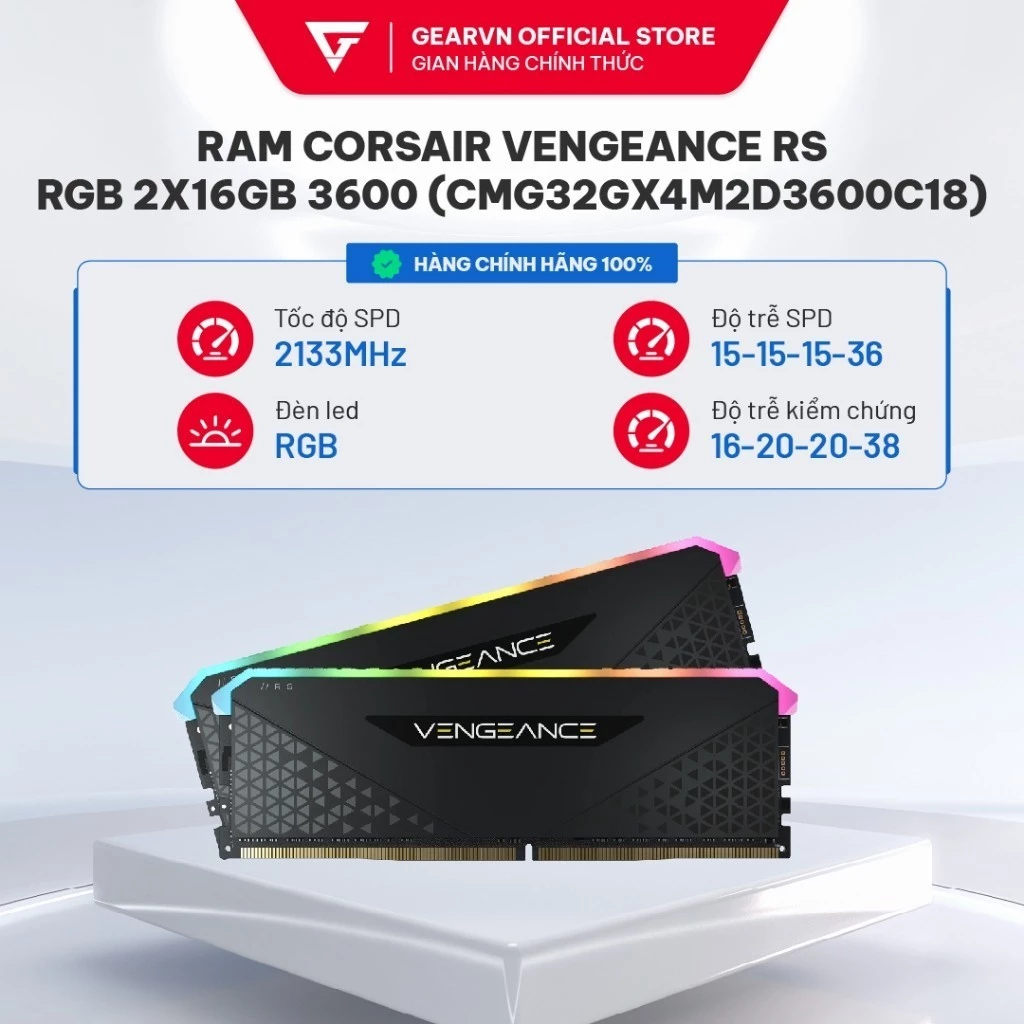 GEARVN OFFICIAL STORE
GIAN HÀNG CHÍNH THỨC
RAM CORSAIR VENGEANCE RS
RGB 2X16GB 3600 (CMG32GX4M2D3600C18)
HÀNG CHÍNH HÃNG 100%
Tốc độ SPD
2133MHz
Độ trễ SPD
15-15-15-36
Đèn led
RGB
Độ trễ kiểm chứng
16-20-20-38
NGEANCE
// RS
VENGEANCE